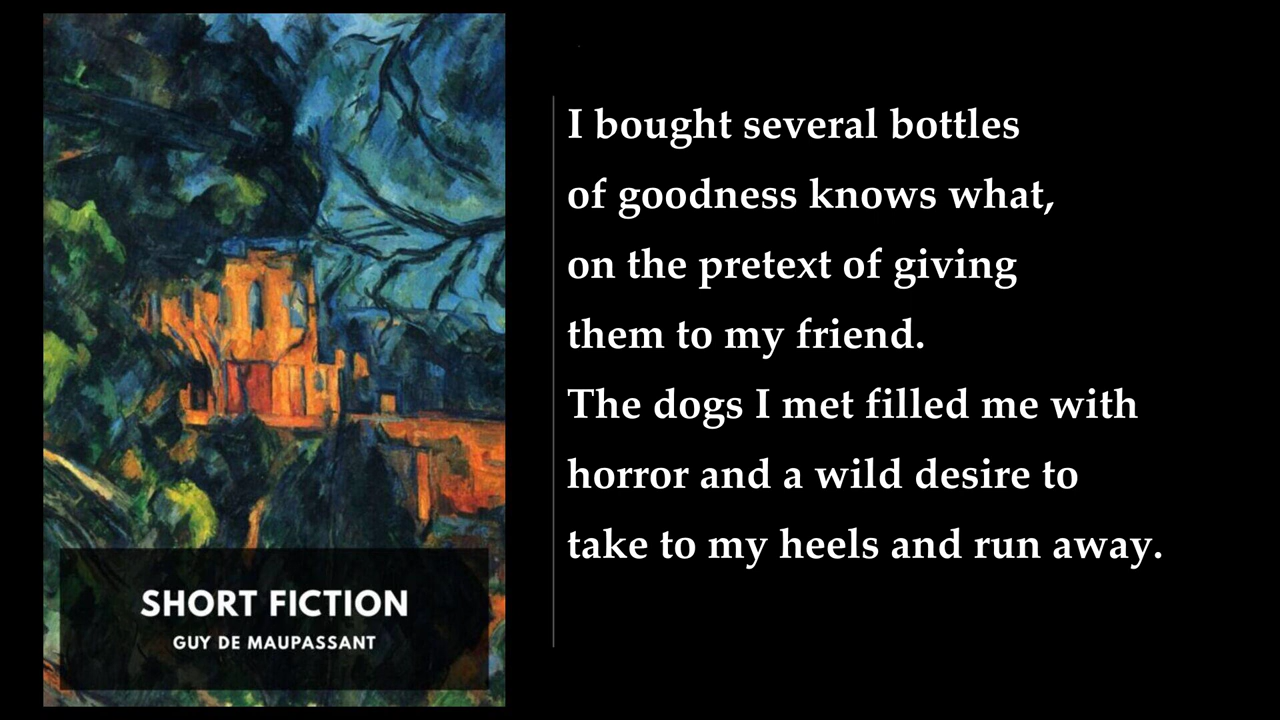 SHORT FICTION
GUY DE MAUPASSANT
I bought several bottles
of goodness knows what,
on the pretext of giving
them to my friend.
The dogs I met filled me with
horror and a wild desire to
take to my heels and run away.